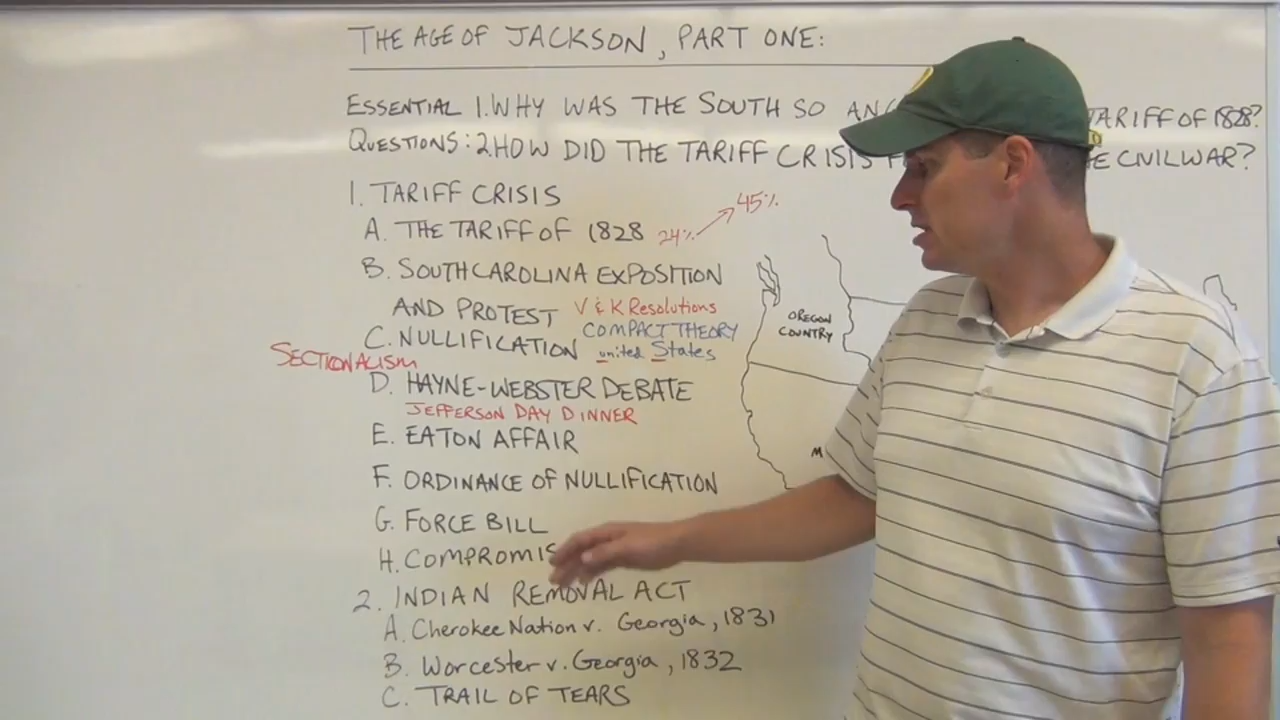 THE AGE OF JACKSON, PART ONE:
ESSENTIAL 1. WHY WAS THE SOUTH SO TARIFF OF 1828?
QUESTIONS: 2. HOW DID THE TARIFF CRISIS CIVIL WAR?
1. TARIFF CRISIS
A. THE TARIFF OF 1828 24% 45%
B. SOUTH CAROLINA EXPOSITION
AND PROTEST V & K Resolutions
COMPACT THEORY
C. NULLIFICATION united States
SECTIONALISM
D. HAYNE-WEBSTER DEBATE
JEFFERSON DAY DINNER
E. EATON AFFAIR
F. ORDINANCE OF NULLIFICATION
G. FORCE BILL
H.
2. INDIAN REMOVAL ACT
A. Cherokee Nation v. Georgia, 1831
B. Worcester v. Georgia, 1832
C. TRAIL OF TEARS
OREGON
COUNTRY
M